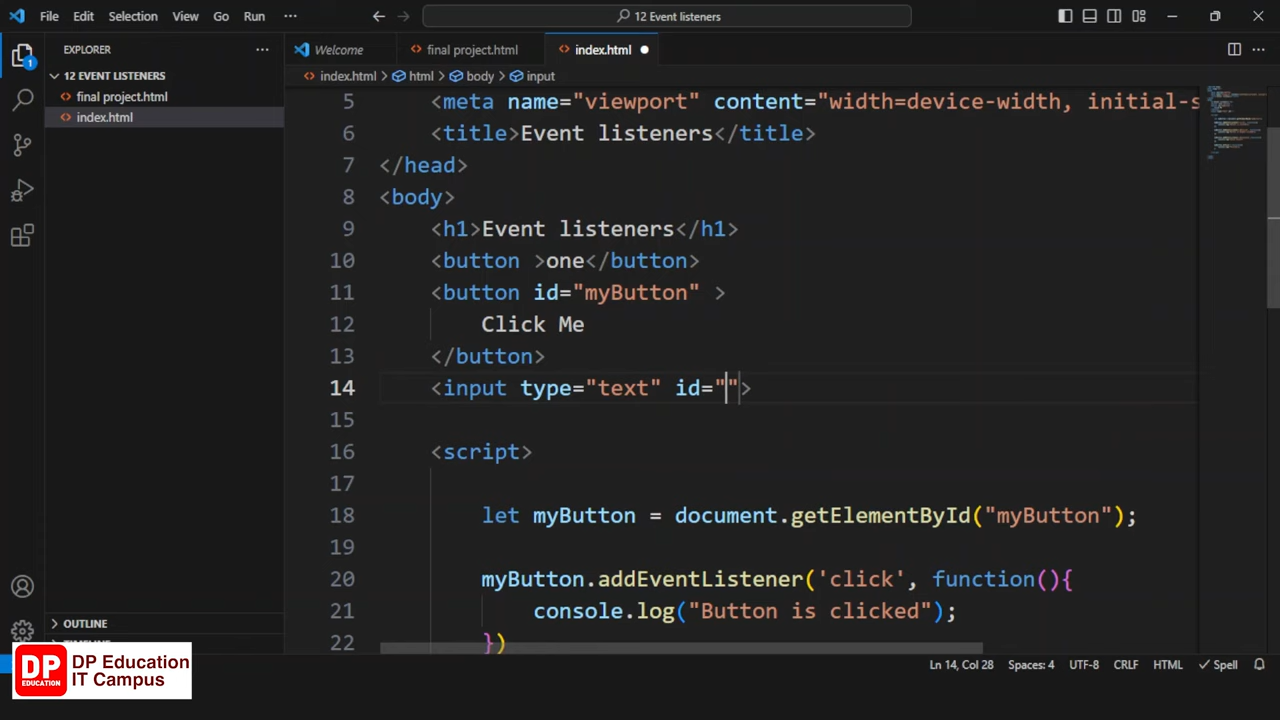 File Edit Selection View Go Run ··· 12 Event listeners
EXPLORER ···
12 EVENT LISTENERS
final project.html
index.html
OUTLINE
Welcome final project.html index.html
index.html > html > body > input
5 <meta name="viewport" content="width=device-width, initial-s
6 <title>Event listeners</title>
7 </head>
8 <body>
9 <h1>Event listeners</h1>
10 <button >one</button>
11 <button id="myButton" >
12 Click Me
13 </button>
14 <input type="text" id="">
15
16 <script>
17
18 let myButton = document.getElementById("myButton");
19
20 myButton.addEventListener('click', function(){
21 console.log("Button is clicked");
22 })
DP DP Education
IT Campus
Ln 14, Col 28 Spaces: 4 UTF-8 CRLF HTML Spell